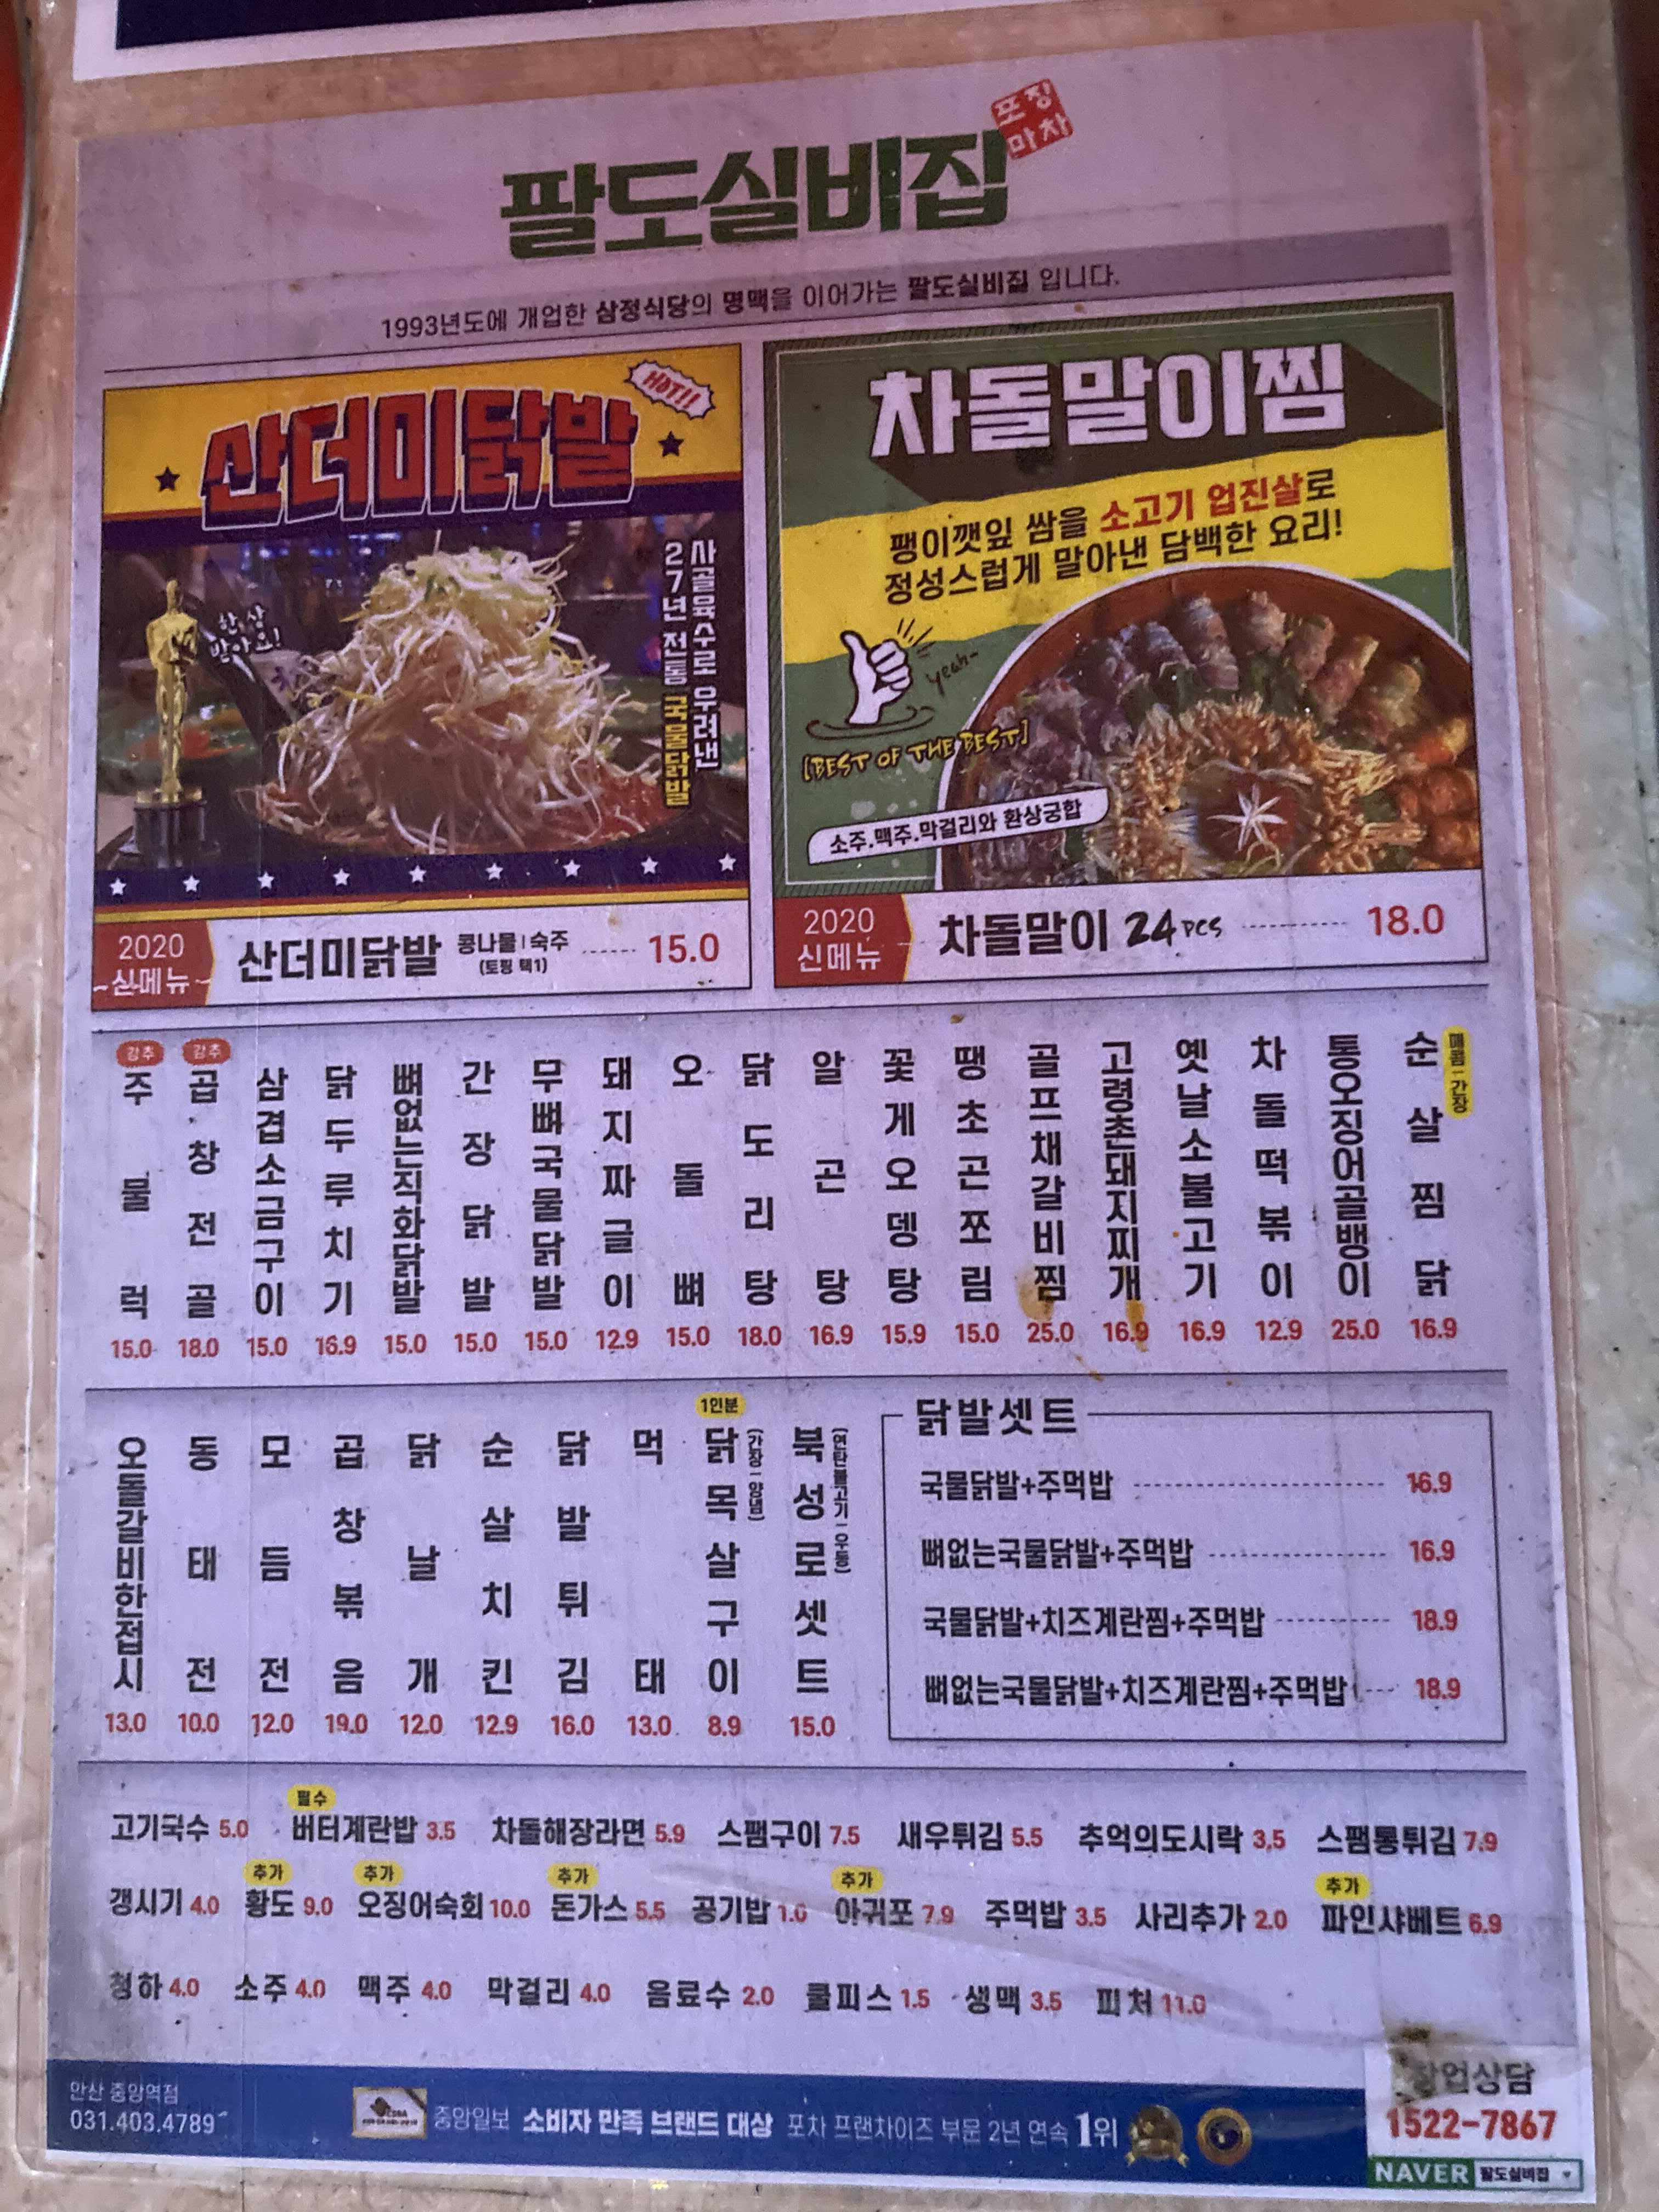 팔도실비집
포장
마차
1993년도에 개업한 삼정식당의 명맥을 이어가는 팔도실비집 입니다.
산더미닭발
HOT!!
한상
받아요!
사골육수로 우려낸
27년 전통 국물닭발
2020
신메뉴
산더미닭발 콩나물|숙주 15.0
(토핑 택1)
차돌말이찜
팽이깻잎 쌈을 소고기 업진살로
정성스럽게 말아낸 담백한 요리!
yeah~
[BEST OF THE BEST]
소주.맥주.막걸리와 환상궁합
2020
신메뉴
차돌말이 24 PCS 18.0
강추
주물럭 15.0
강추
곱창전골 18.0
삼겹소금구이 15.0
닭두루치기 16.9
뼈없는직화닭발 15.0
간장닭발 15.0
무뼈국물닭발 15.0
돼지짜글이 12.9
오돌뼈 15.0
닭도리탕 18.0
알곤탕 16.9
꽃게오뎅탕 15.9
땡초곤쪼림 15.0
골프채갈비찜 25.0
고령촌돼지찌개 16.9
옛날소불고기 16.9
차돌떡볶이 12.9
통오징어골뱅이 25.0
순살찜닭 16.9
매콤|간장
오돌갈비한접시 13.0
동태전 10.0
모듬전 12.0
곱창볶음 19.0
닭날개 12.0
순살치킨 12.9
닭발튀김 16.0
먹태 13.0
1인분
닭목살구이 8.9
(간장|양념)
북성로셋트 15.0
(연탄불고기|우동)
닭발셋트
국물닭발+주먹밥 16.9
뼈없는국물닭발+주먹밥 16.9
국물닭발+치즈계란찜+주먹밥 18.9
뼈없는국물닭발+치즈계란찜+주먹밥 18.9
필수
고기국수 5.0 버터계란밥 3.5 차돌해장라면 5.9 스팸구이 7.5 새우튀김 5.5 추억의도시락 3.5 스팸통튀김 7.9
추가 추가 추가 추가 추가
갱시기 4.0 황도 9.0 오징어숙회 10.0 돈가스 5.5 공기밥 1.0 아귀포 7.9 주먹밥 3.5 사리추가 2.0 파인샤베트 6.9
청하 4.0 소주 4.0 맥주 4.0 막걸리 4.0 음료수 2.0 쿨피스 1.5 생맥 3.5 피처 11.0
안산 중앙역점
031.403.4789
중앙일보 소비자 만족 브랜드 대상 포차 프랜차이즈 부문 2년 연속 1위
창업상담
1522-7867
NAVER 팔도실비집